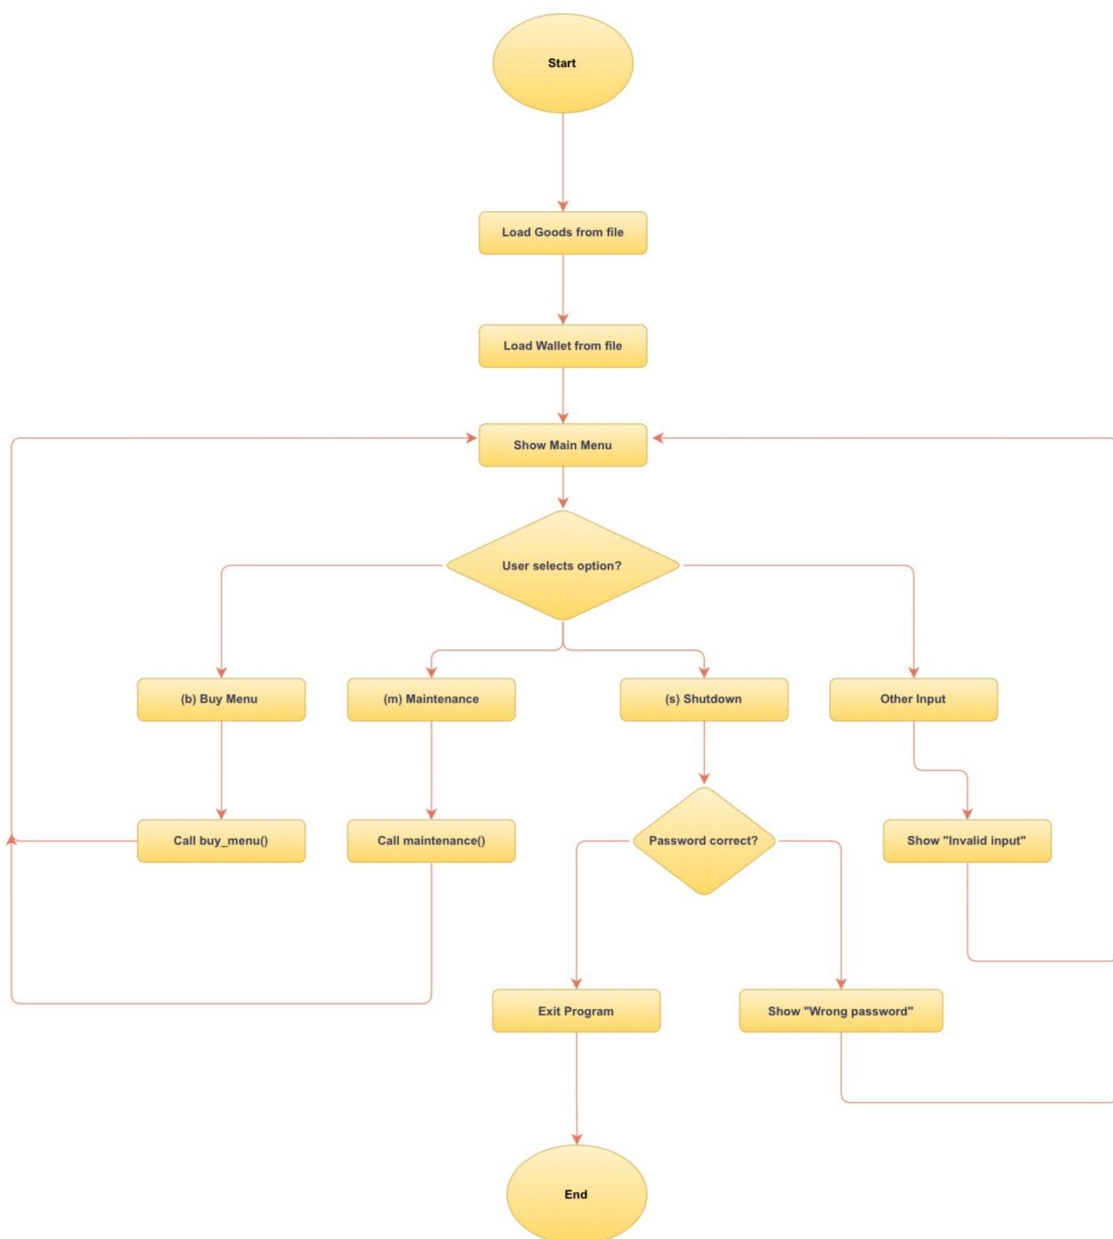 Start
Load Goods from file
Load Wallet from file
Show Main Menu
User selects option?
(b) Buy Menu
(m) Maintenance
(s) Shutdown
Other Input
Call buy_menu()
Call maintenance()
Password correct?
Show "Invalid input"
Exit Program
Show "Wrong password"
End